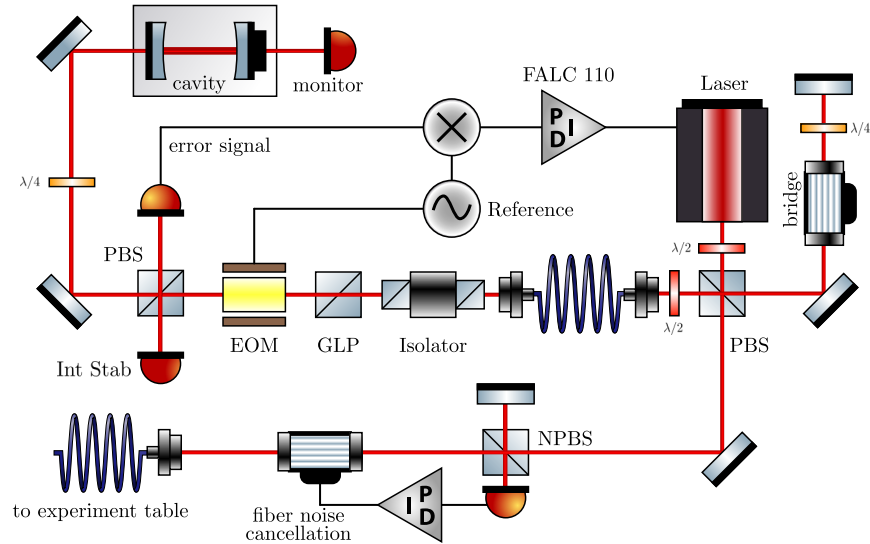 FALC 110
Laser
cavity
monitor
P
I
D
λ/4
error signal
λ/4
bridge
Reference
λ/2
PBS
EOM
GLP
Isolator
λ/2
PBS
Int Stab
NPBS
P
I
D
to experiment table
fiber noise
cancellation